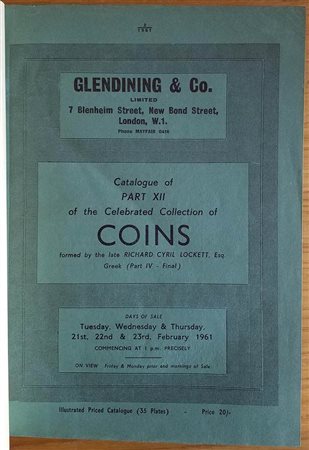 GLENDINING & Co.
LIMITED
7 Blenheim Street, New Bond Street,
London, W.1.
Phone MAYFAIR 2416
Catalogue of
PART XII
of the Celebrated Collection of
COINS
formed by the late RICHARD CYRIL LOCKETT, Esq.
Greek (Part IV - Final)
DAYS OF SALE
Tuesday, Wednesday & Thursday,
21st, 22nd & 23rd, February 1961
COMMENCING AT 1 p.m. PRECISELY
ON VIEW Friday & Monday prior and mornings of Sale
Illustrated Priced Catalogue (35 Plates) - Price 20/-